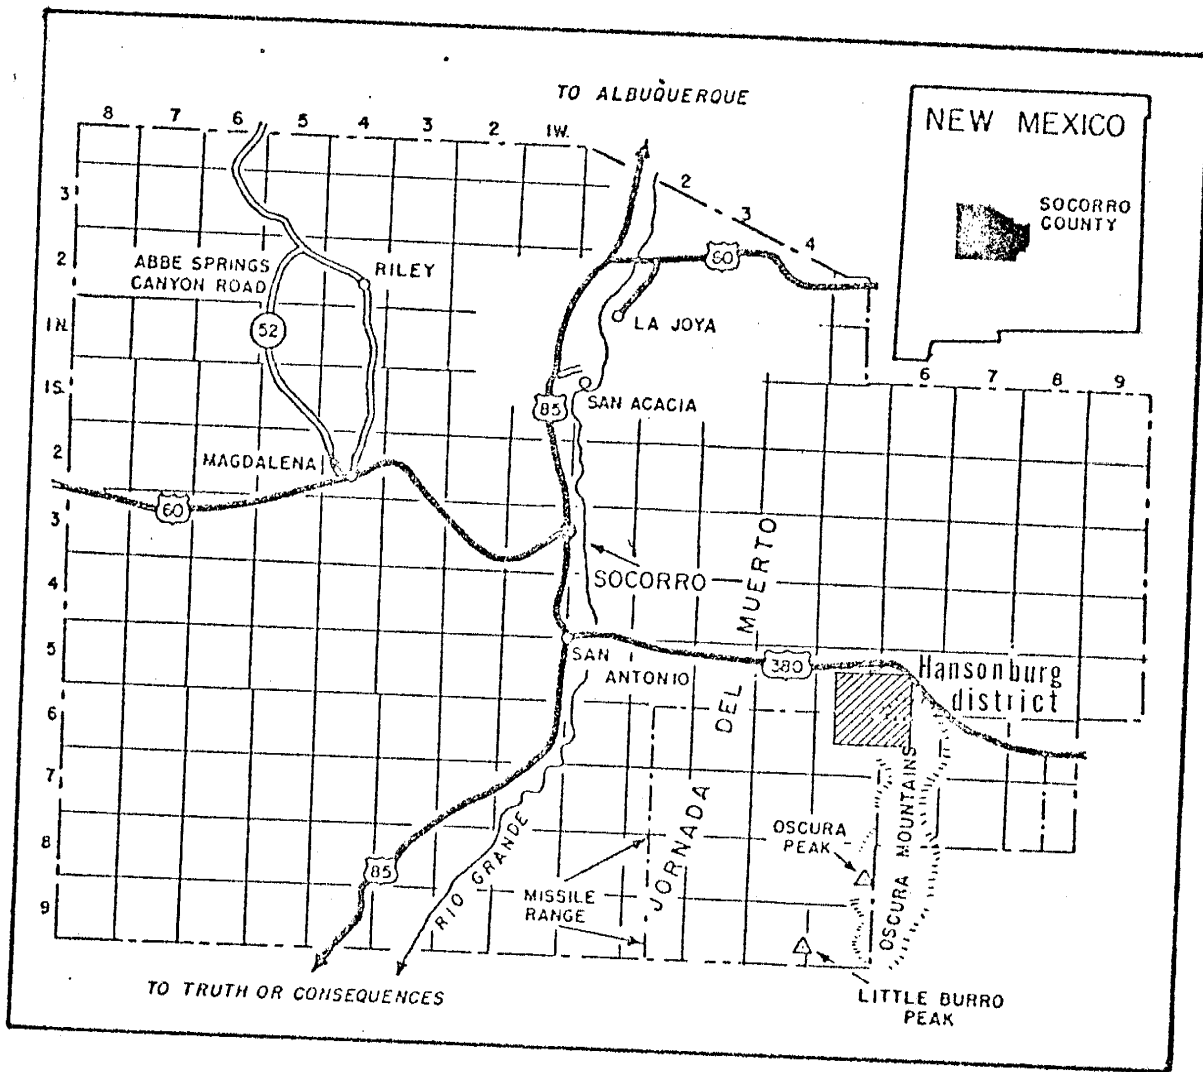 TO ALBUQUERQUE
8 7 6 5 4 3 2 1W.
2 3 4
NEW MEXICO
SOCORRO
COUNTY
3
2
1N.
1S.
2
3
4
5
6
7
8
9
6 7 8 9
ABBE SPRINGS
CANYON ROAD
RILEY
52
60
LA JOYA
SAN ACACIA
85
MAGDALENA
60
SOCORRO
SAN
ANTONIO
380
Hansonburg
district
JORNADA DEL MUERTO
OSCURA
PEAK
OSCURA MOUNTAINS
85
RIO GRANDE
MISSILE
RANGE
TO TRUTH OR CONSEQUENCES
LITTLE BURRO
PEAK